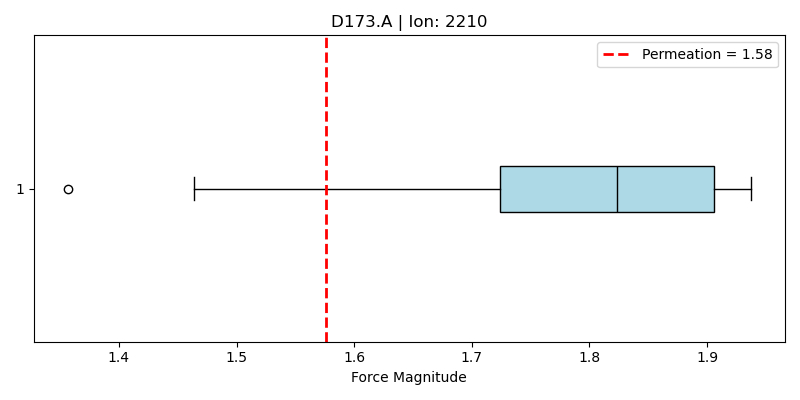 D173.A | Ion: 2210
Permeation = 1.58
1
1.4 1.5 1.6 1.7 1.8 1.9
Force Magnitude